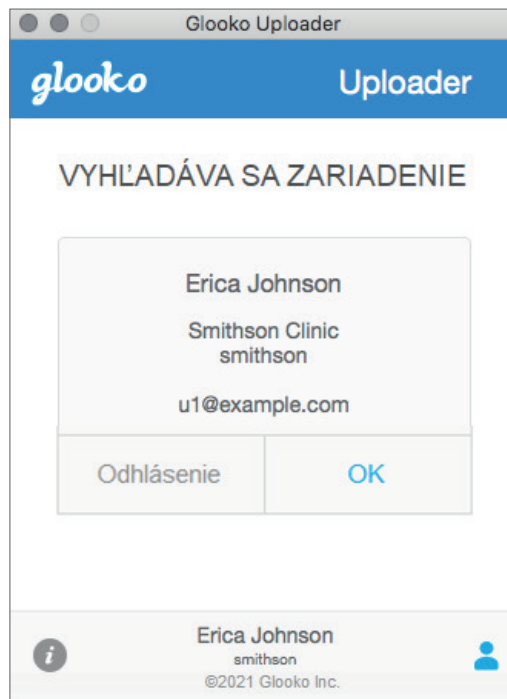 Glooko Uploader
glooko Uploader
VYHĽADÁVA SA ZARIADENIE
Erica Johnson
Smithson Clinic
smithson
u1@example.com
Odhlásenie OK
i
Erica Johnson
smithson
©2021 Glooko Inc.